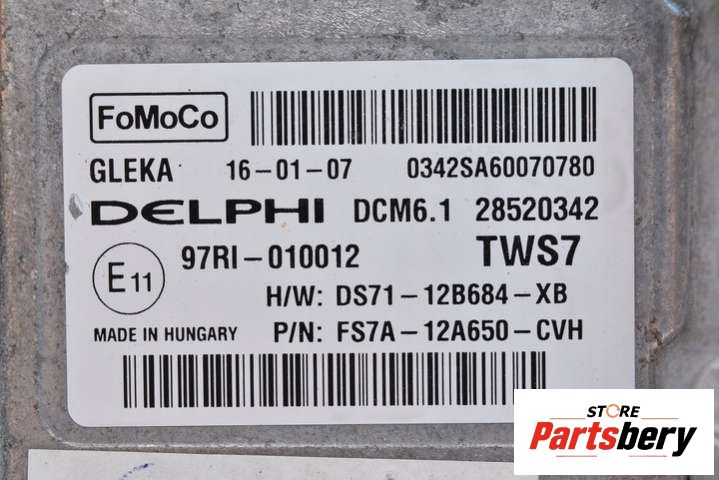 FoMoCo
GLEKA 16-01-07 0342SA60070780
DELPHI DCM6.1 28520342
E11 97RI-010012 TWS7
H/W: DS71-12B684-XB
MADE IN HUNGARY P/N: FS7A-12A650-CVH
STORE
Partsbery